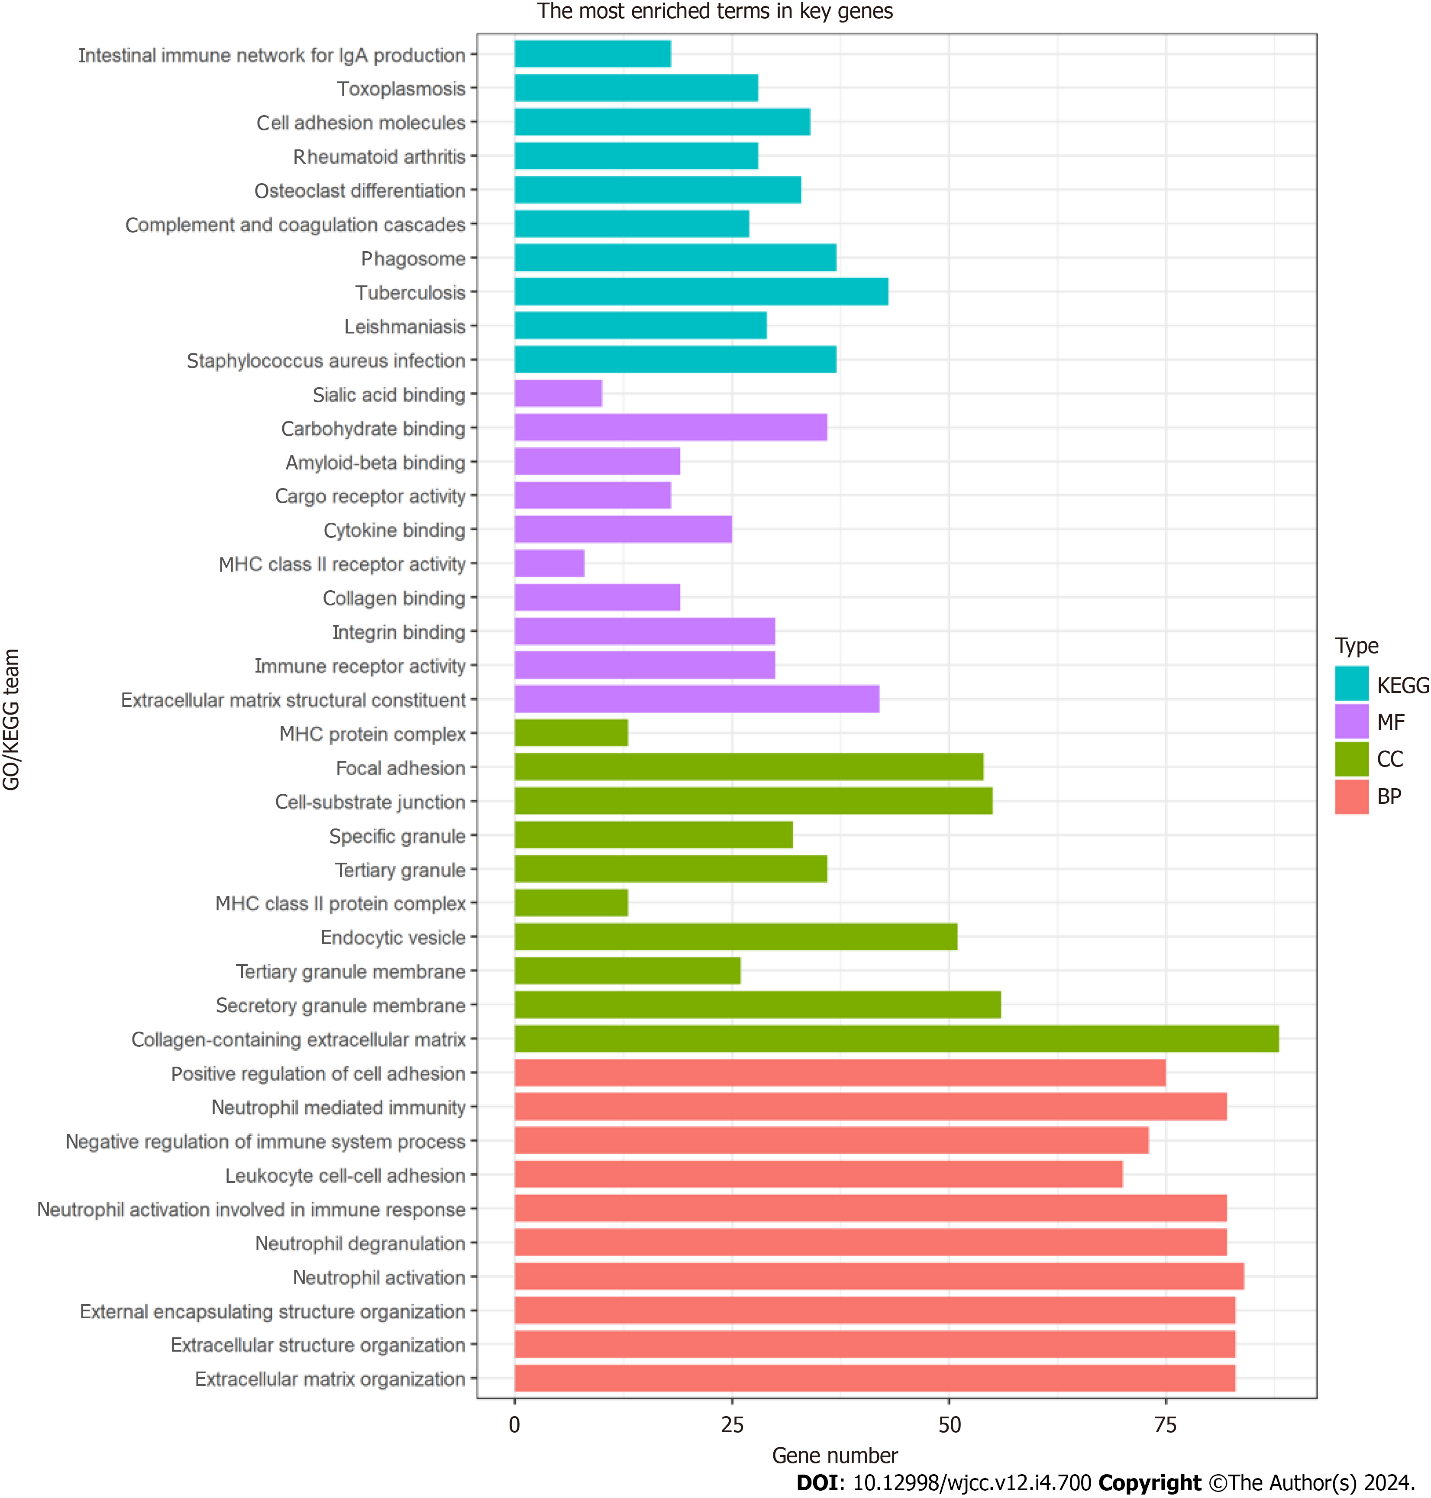 The most enriched terms in key genes
Intestinal immune network for IgA production
Toxoplasmosis
Cell adhesion molecules
Rheumatoid arthritis
Osteoclast differentiation
Complement and coagulation cascades
Phagosome
Tuberculosis
Leishmaniasis
Staphylococcus aureus infection
Sialic acid binding
Carbohydrate binding
Amyloid-beta binding
Cargo receptor activity
Cytokine binding
MHC class II receptor activity
Collagen binding
Integrin binding
Immune receptor activity
Extracellular matrix structural constituent
MHC protein complex
Focal adhesion
Cell-substrate junction
Specific granule
Tertiary granule
MHC class II protein complex
Endocytic vesicle
Tertiary granule membrane
Secretory granule membrane
Collagen-containing extracellular matrix
Positive regulation of cell adhesion
Neutrophil mediated immunity
Negative regulation of immune system process
Leukocyte cell-cell adhesion
Neutrophil activation involved in immune response
Neutrophil degranulation
Neutrophil activation
External encapsulating structure organization
Extracellular structure organization
Extracellular matrix organization
GO/KEGG team
0 25 50 75
Gene number
Type
KEGG
MF
CC
BP
DOI: 10.12998/wjcc.v12.i4.700 Copyright ©The Author(s) 2024.